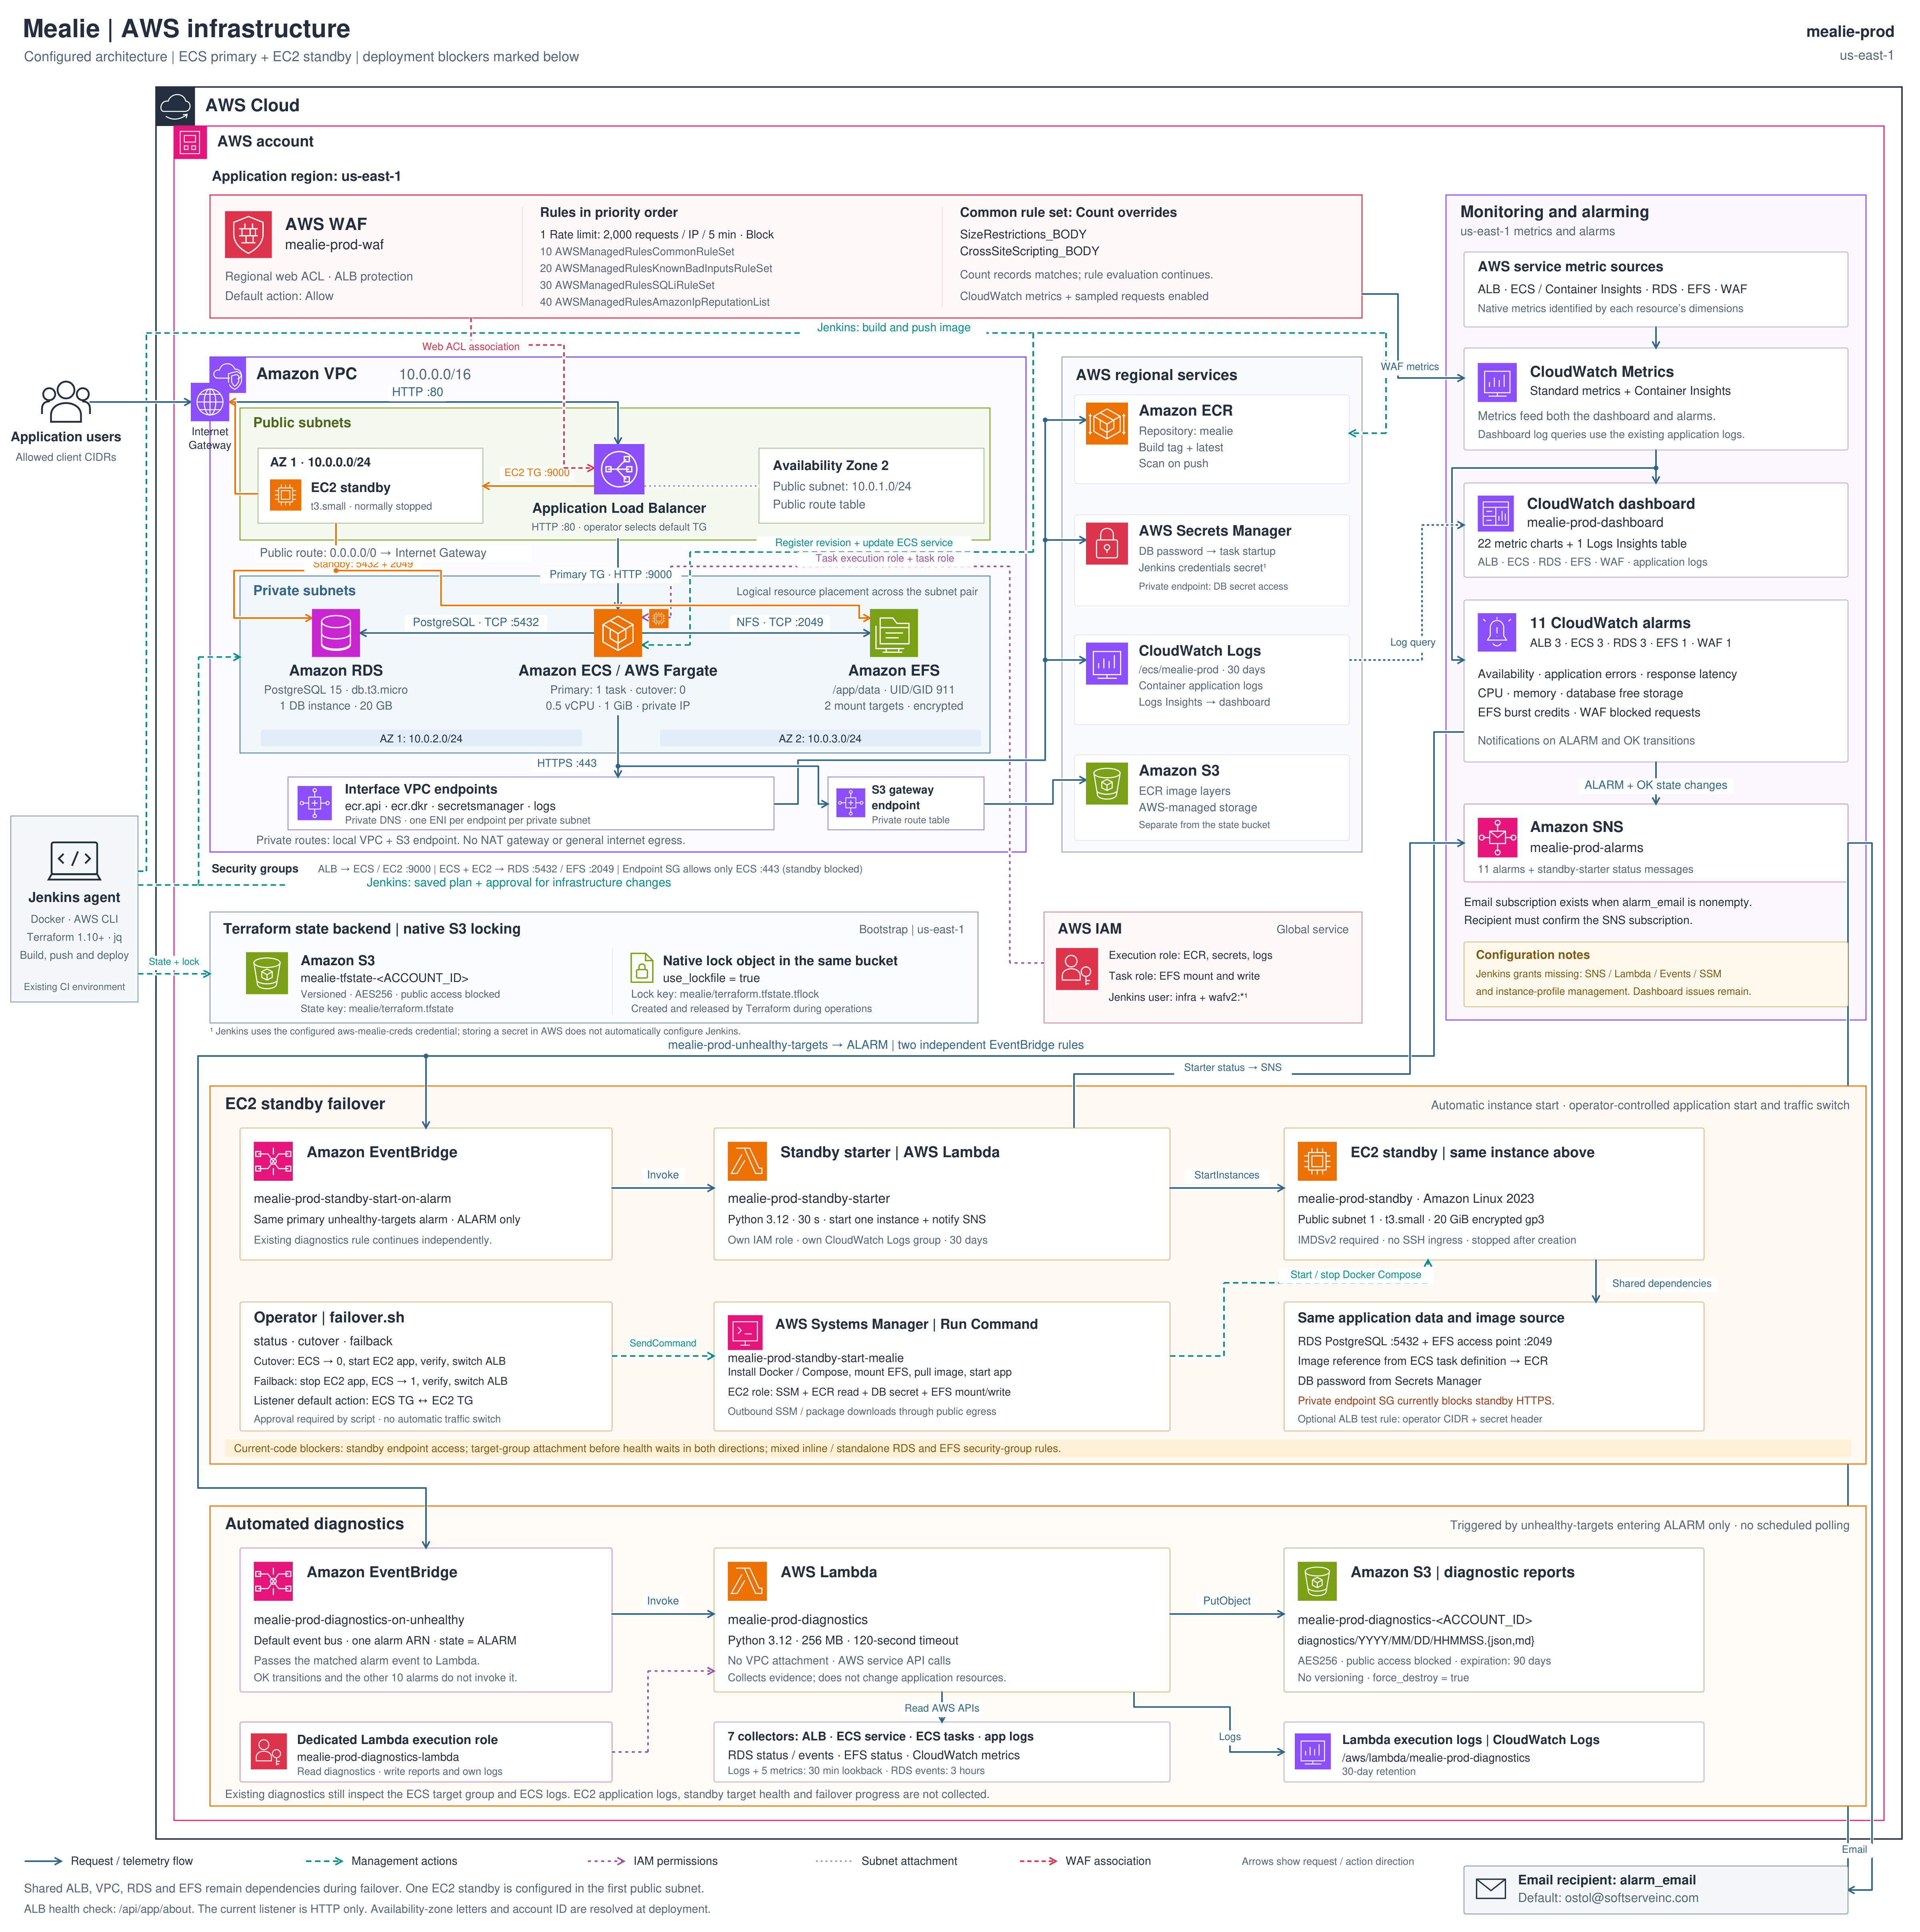 Mealie | AWS infrastructure
Configured architecture | ECS primary + EC2 standby | deployment blockers marked below
mealie-prod
us-east-1
AWS Cloud
AWS account
Application region: us-east-1
AWS WAF
mealie-prod-waf
Regional web ACL · ALB protection
Default action: Allow
Rules in priority order
1 Rate limit: 2,000 requests / IP / 5 min · Block
10 AWSManagedRulesCommonRuleSet
20 AWSManagedRulesKnownBadInputsRuleSet
30 AWSManagedRulesSQLiRuleSet
40 AWSManagedRulesAmazonIpReputationList
Common rule set: Count overrides
SizeRestrictions_BODY
CrossSiteScripting_BODY
Count records matches; rule evaluation continues.
CloudWatch metrics + sampled requests enabled
Jenkins: build and push image
Web ACL association
WAF metrics
Application users
Allowed client CIDRs
Internet
Gateway
Amazon VPC
10.0.0.0/16
HTTP :80
Public subnets
AZ 1 · 10.0.0.0/24
EC2 standby
t3.small · normally stopped
EC2 TG :9000
Application Load Balancer
HTTP :80 · operator selects default TG
Availability Zone 2
Public subnet: 10.0.1.0/24
Public route table
Public route: 0.0.0.0/0 → Internet Gateway
Standby: 5432 + 2049
Register revision + update ECS service
Task execution role + task role
Primary TG · HTTP :9000
Private subnets
Logical resource placement across the subnet pair
PostgreSQL · TCP :5432
NFS · TCP :2049
Amazon RDS
PostgreSQL 15 · db.t3.micro
1 DB instance · 20 GB
Amazon ECS / AWS Fargate
Primary: 1 task · cutover: 0
0.5 vCPU · 1 GiB · private IP
Amazon EFS
/app/data · UID/GID 911
2 mount targets · encrypted
AZ 1: 10.0.2.0/24
AZ 2: 10.0.3.0/24
HTTPS :443
Interface VPC endpoints
ecr.api · ecr.dkr · secretsmanager · logs
Private DNS · one ENI per endpoint per private subnet
S3 gateway
endpoint
Private route table
Private routes: local VPC + S3 endpoint. No NAT gateway or general internet egress.
Security groups
ALB → ECS / EC2 :9000 | ECS + EC2 → RDS :5432 / EFS :2049 | Endpoint SG allows only ECS :443 (standby blocked)
Jenkins: saved plan + approval for infrastructure changes
AWS regional services
Amazon ECR
Repository: mealie
Build tag + latest
Scan on push
AWS Secrets Manager
DB password → task startup
Jenkins credentials secret¹
Private endpoint: DB secret access
CloudWatch Logs
/ecs/mealie-prod · 30 days
Container application logs
Logs Insights → dashboard
Amazon S3
ECR image layers
AWS-managed storage
Separate from the state bucket
Log query
Monitoring and alarming
us-east-1 metrics and alarms
AWS service metric sources
ALB · ECS / Container Insights · RDS · EFS · WAF
Native metrics identified by each resource's dimensions
CloudWatch Metrics
Standard metrics + Container Insights
Metrics feed both the dashboard and alarms.
Dashboard log queries use the existing application logs.
CloudWatch dashboard
mealie-prod-dashboard
22 metric charts + 1 Logs Insights table
ALB · ECS · RDS · EFS · WAF · application logs
11 CloudWatch alarms
ALB 3 · ECS 3 · RDS 3 · EFS 1 · WAF 1
Availability · application errors · response latency
CPU · memory · database free storage
EFS burst credits · WAF blocked requests
Notifications on ALARM and OK transitions
ALARM + OK state changes
Amazon SNS
mealie-prod-alarms
11 alarms + standby-starter status messages
Email subscription exists when alarm_email is nonempty.
Recipient must confirm the SNS subscription.
Configuration notes
Jenkins grants missing: SNS / Lambda / Events / SSM
and instance-profile management. Dashboard issues remain.
Jenkins agent
Docker · AWS CLI
Terraform 1.10+ · jq
Build, push and deploy
Existing CI environment
State + lock
Terraform state backend | native S3 locking
Bootstrap | us-east-1
Amazon S3
mealie-tfstate-<ACCOUNT_ID>
Versioned · AES256 · public access blocked
State key: mealie/terraform.tfstate
Native lock object in the same bucket
use_lockfile = true
Lock key: mealie/terraform.tfstate.tflock
Created and released by Terraform during operations
AWS IAM
Global service
Execution role: ECR, secrets, logs
Task role: EFS mount and write
Jenkins user: infra + wafv2:*¹
¹ Jenkins uses the configured aws-mealie-creds credential; storing a secret in AWS does not automatically configure Jenkins.
mealie-prod-unhealthy-targets → ALARM | two independent EventBridge rules
Starter status → SNS
EC2 standby failover
Automatic instance start · operator-controlled application start and traffic switch
Amazon EventBridge
mealie-prod-standby-start-on-alarm
Same primary unhealthy-targets alarm · ALARM only
Existing diagnostics rule continues independently.
Invoke
Standby starter | AWS Lambda
mealie-prod-standby-starter
Python 3.12 · 30 s · start one instance + notify SNS
Own IAM role · own CloudWatch Logs group · 30 days
StartInstances
EC2 standby | same instance above
mealie-prod-standby · Amazon Linux 2023
Public subnet 1 · t3.small · 20 GiB encrypted gp3
IMDSv2 required · no SSH ingress · stopped after creation
Start / stop Docker Compose
Shared dependencies
Operator | failover.sh
status · cutover · failback
Cutover: ECS → 0, start EC2 app, verify, switch ALB
Failback: stop EC2 app, ECS → 1, verify, switch ALB
Listener default action: ECS TG ↔ EC2 TG
Approval required by script · no automatic traffic switch
SendCommand
AWS Systems Manager | Run Command
mealie-prod-standby-start-mealie
Install Docker / Compose, mount EFS, pull image, start app
EC2 role: SSM + ECR read + DB secret + EFS mount/write
Outbound SSM / package downloads through public egress
Same application data and image source
RDS PostgreSQL :5432 + EFS access point :2049
Image reference from ECS task definition → ECR
DB password from Secrets Manager
Private endpoint SG currently blocks standby HTTPS.
Optional ALB test rule: operator CIDR + secret header
Current-code blockers: standby endpoint access; target-group attachment before health waits in both directions; mixed inline / standalone RDS and EFS security-group rules.
Automated diagnostics
Triggered by unhealthy-targets entering ALARM only · no scheduled polling
Amazon EventBridge
mealie-prod-diagnostics-on-unhealthy
Default event bus · one alarm ARN · state = ALARM
Passes the matched alarm event to Lambda.
OK transitions and the other 10 alarms do not invoke it.
Invoke
AWS Lambda
mealie-prod-diagnostics
Python 3.12 · 256 MB · 120-second timeout
No VPC attachment · AWS service API calls
Collects evidence; does not change application resources.
PutObject
Amazon S3 | diagnostic reports
mealie-prod-diagnostics-<ACCOUNT_ID>
diagnostics/YYYY/MM/DD/HHMMSS.{json,md}
AES256 · public access blocked · expiration: 90 days
No versioning · force_destroy = true
Read AWS APIs
Logs
Dedicated Lambda execution role
mealie-prod-diagnostics-lambda
Read diagnostics · write reports and own logs
7 collectors: ALB · ECS service · ECS tasks · app logs
RDS status / events · EFS status · CloudWatch metrics
Logs + 5 metrics: 30 min lookback · RDS events: 3 hours
Lambda execution logs | CloudWatch Logs
/aws/lambda/mealie-prod-diagnostics
30-day retention
Existing diagnostics still inspect the ECS target group and ECS logs. EC2 application logs, standby target health and failover progress are not collected.
Email
Request / telemetry flow
Management actions
IAM permissions
Subnet attachment
WAF association
Arrows show request / action direction
Shared ALB, VPC, RDS and EFS remain dependencies during failover. One EC2 standby is configured in the first public subnet.
ALB health check: /api/app/about. The current listener is HTTP only. Availability-zone letters and account ID are resolved at deployment.
Email recipient: alarm_email
Default: ostol@softserveinc.com